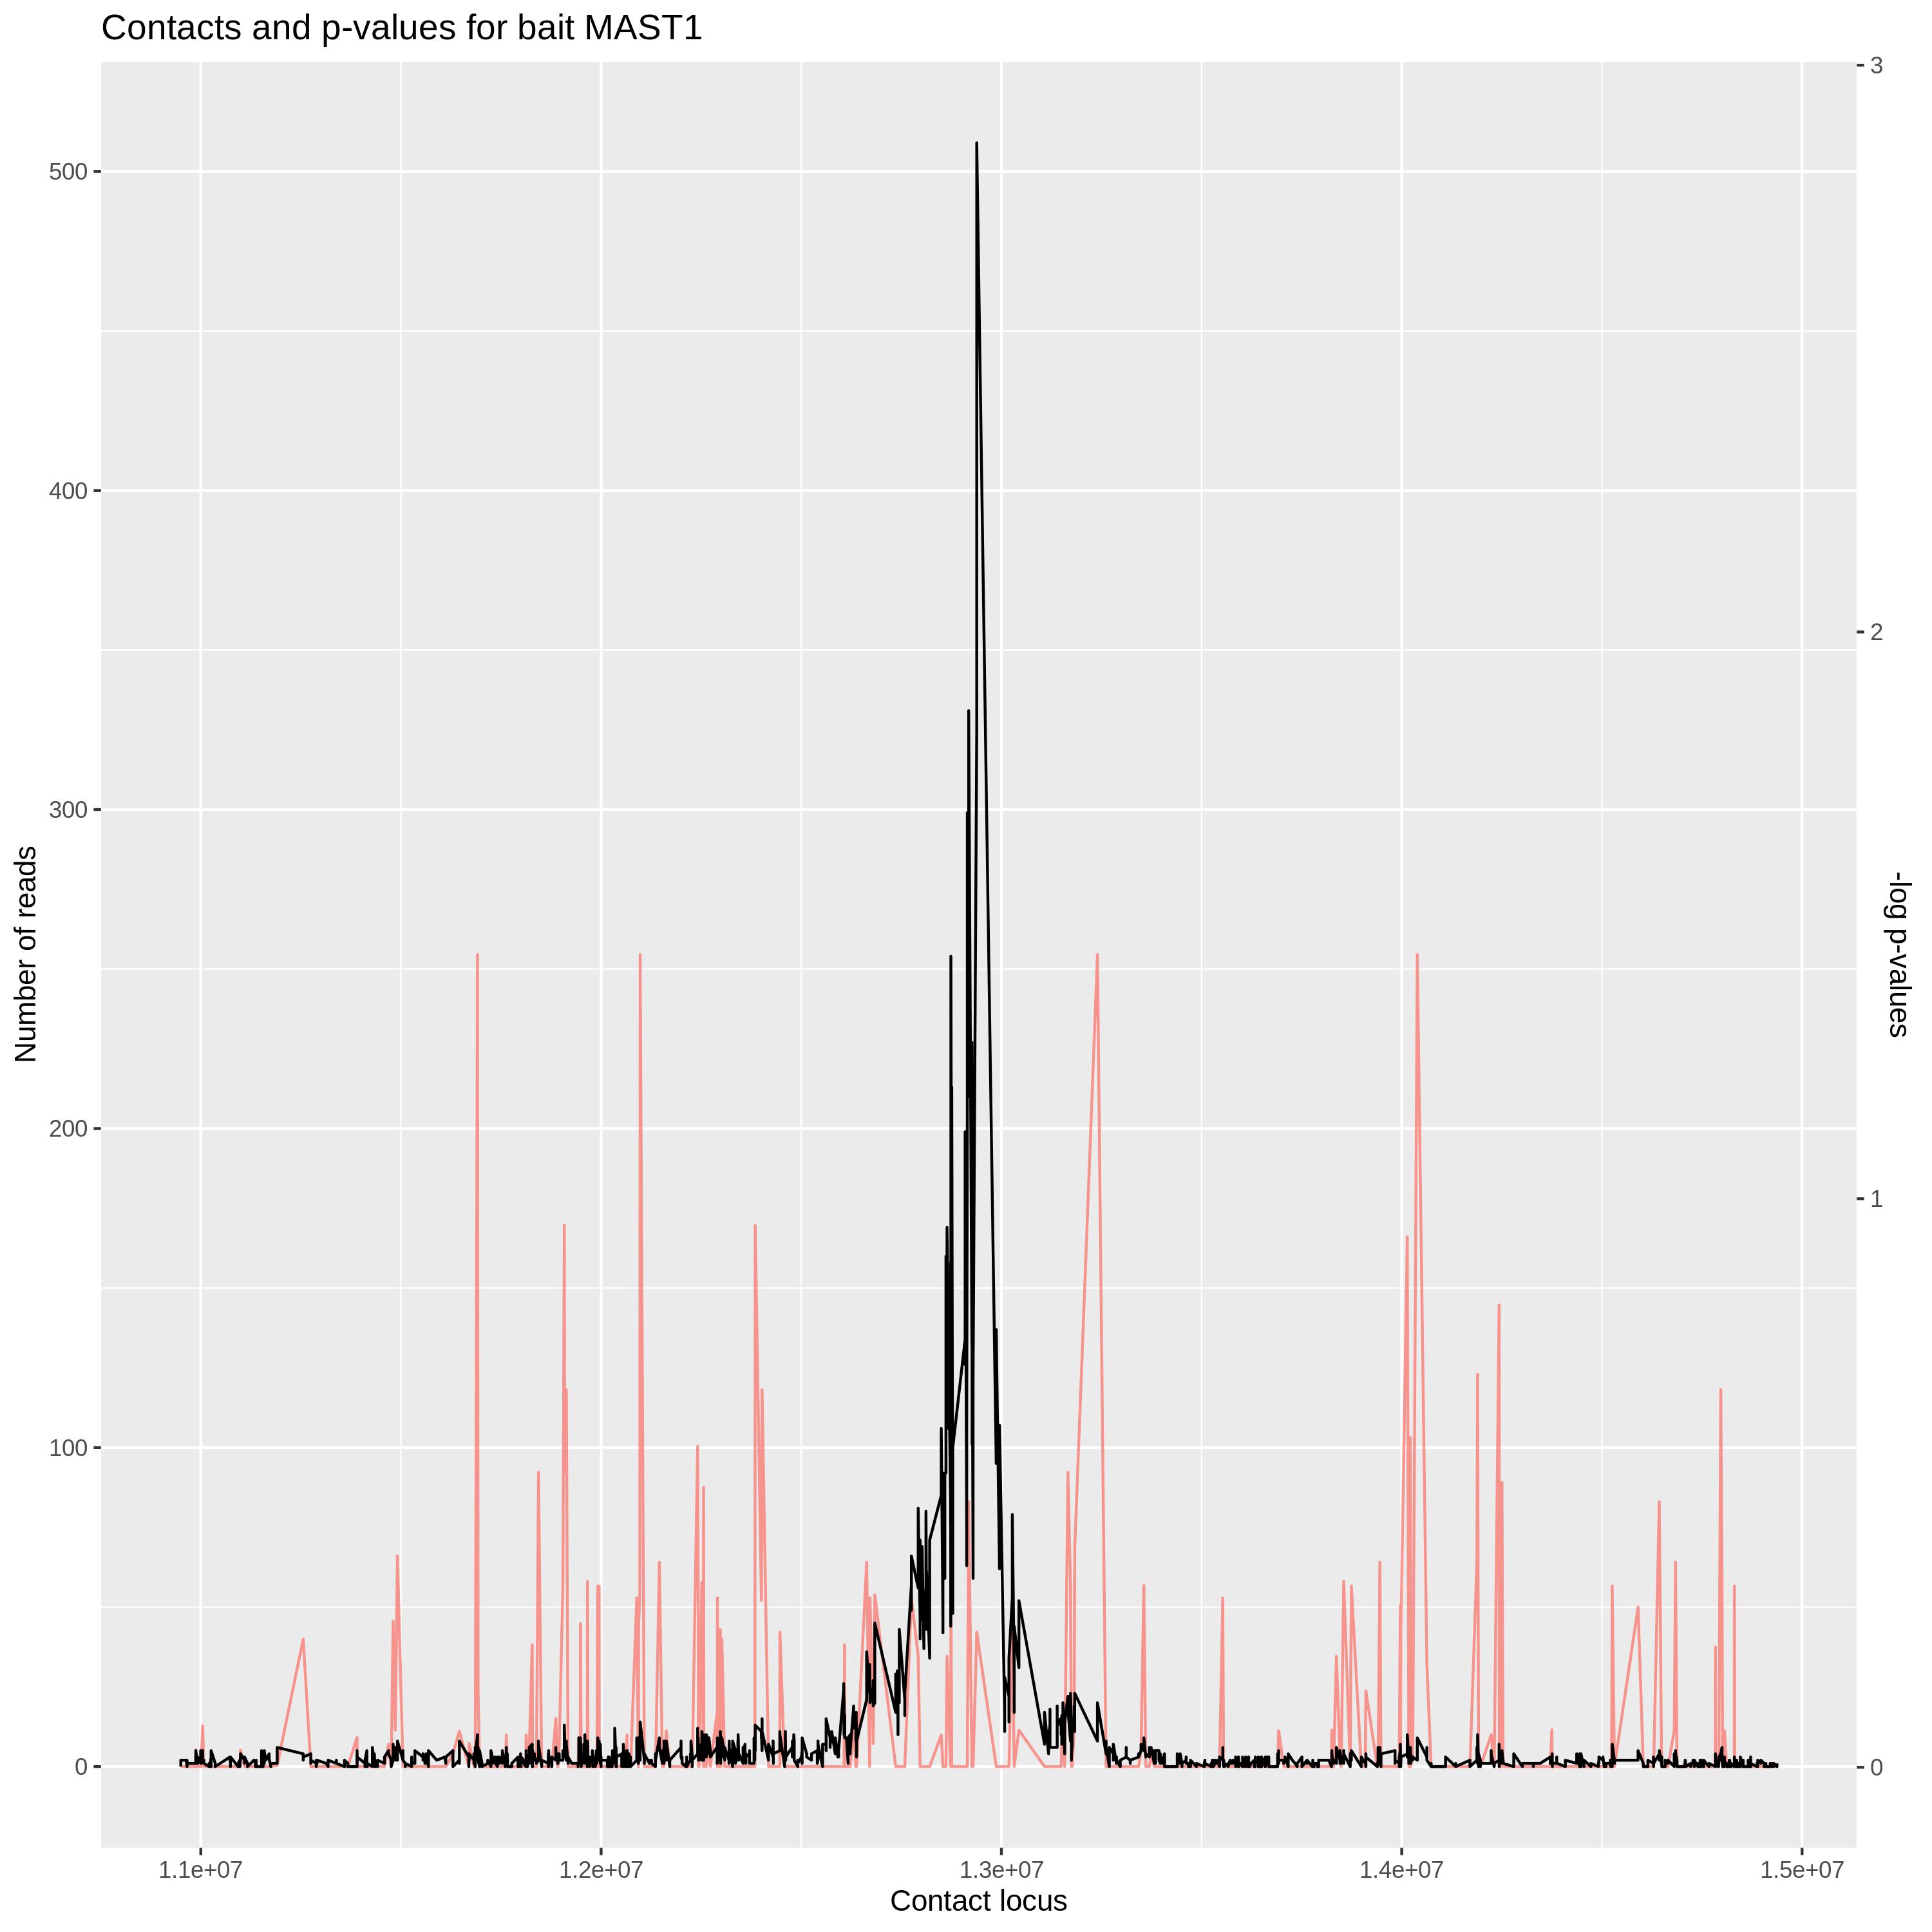 Contacts and p-values for bait MAST1
3
500
400
2
300
Number of reads
-log p-values
200
1
100
0
0
1.1e+07
1.2e+07
1.3e+07
1.4e+07
1.5e+07
Contact locus